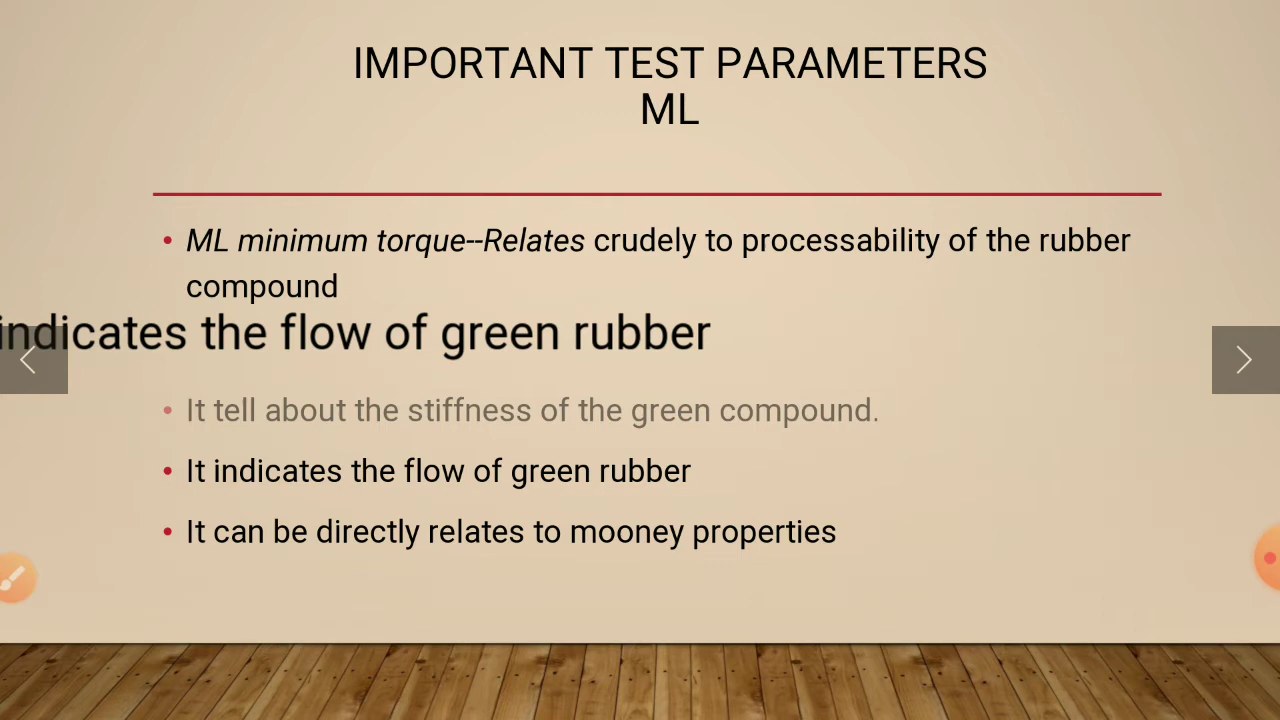 IMPORTANT TEST PARAMETERS
ML
• ML minimum torque--Relates crudely to processability of the rubber
compound
indicates the flow of green rubber
• It tell about the stiffness of the green compound.
• It indicates the flow of green rubber
• It can be directly relates to mooney properties